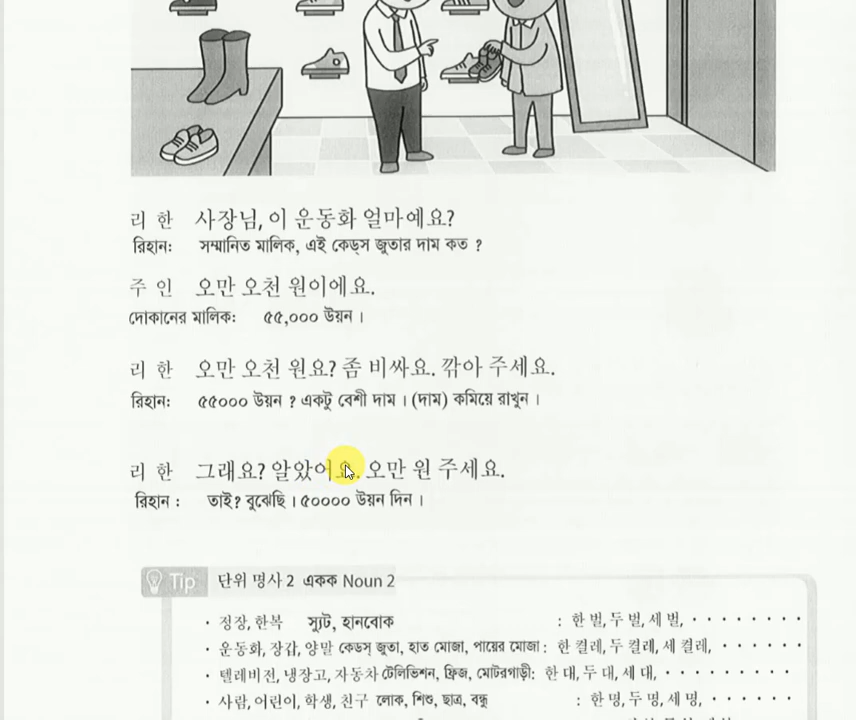 리 한 사장님, 이 운동화 얼마예요?
রিহান: সম্মানিত মালিক, এই কেড্স জুতার দাম কত ?
주 인 오만 오천 원이에요.
দোকানের মালিক: ৫৫,০০০ উয়ন ।
리 한 오만 오천 원요? 좀 비싸요. 깎아 주세요.
রিহান: ৫৫০০০ উয়ন ? একটু বেশী দাম । (দাম) কমিয়ে রাখুন ।
리 한 그래요? 알았어요. 오만 원 주세요.
রিহান : তাই? বুঝেছি । ৫০০০০ উয়ন দিন ।
Tip 단위 명사 2 একক Noun 2
· 정장, 한복 স্যুট, হানবোক : 한 벌, 두 벌, 세 벌, · · · · · · · ·
· 운동화, 장갑, 양말 কেডস্ জুতা, হাত মোজা, পায়ের মোজা : 한 켤레, 두 켤레, 세 켤레, · · · · · ·
· 텔레비전, 냉장고, 자동차 টেলিভিশন, ফ্রিজ, মোটরগাড়ী: 한 대, 두 대, 세 대, · · · · · · · · ·
· 사람, 어린이, 학생, 친구 লোক, শিশু, ছাত্র, বন্ধু : 한 명, 두 명, 세 명, · · · · · ·